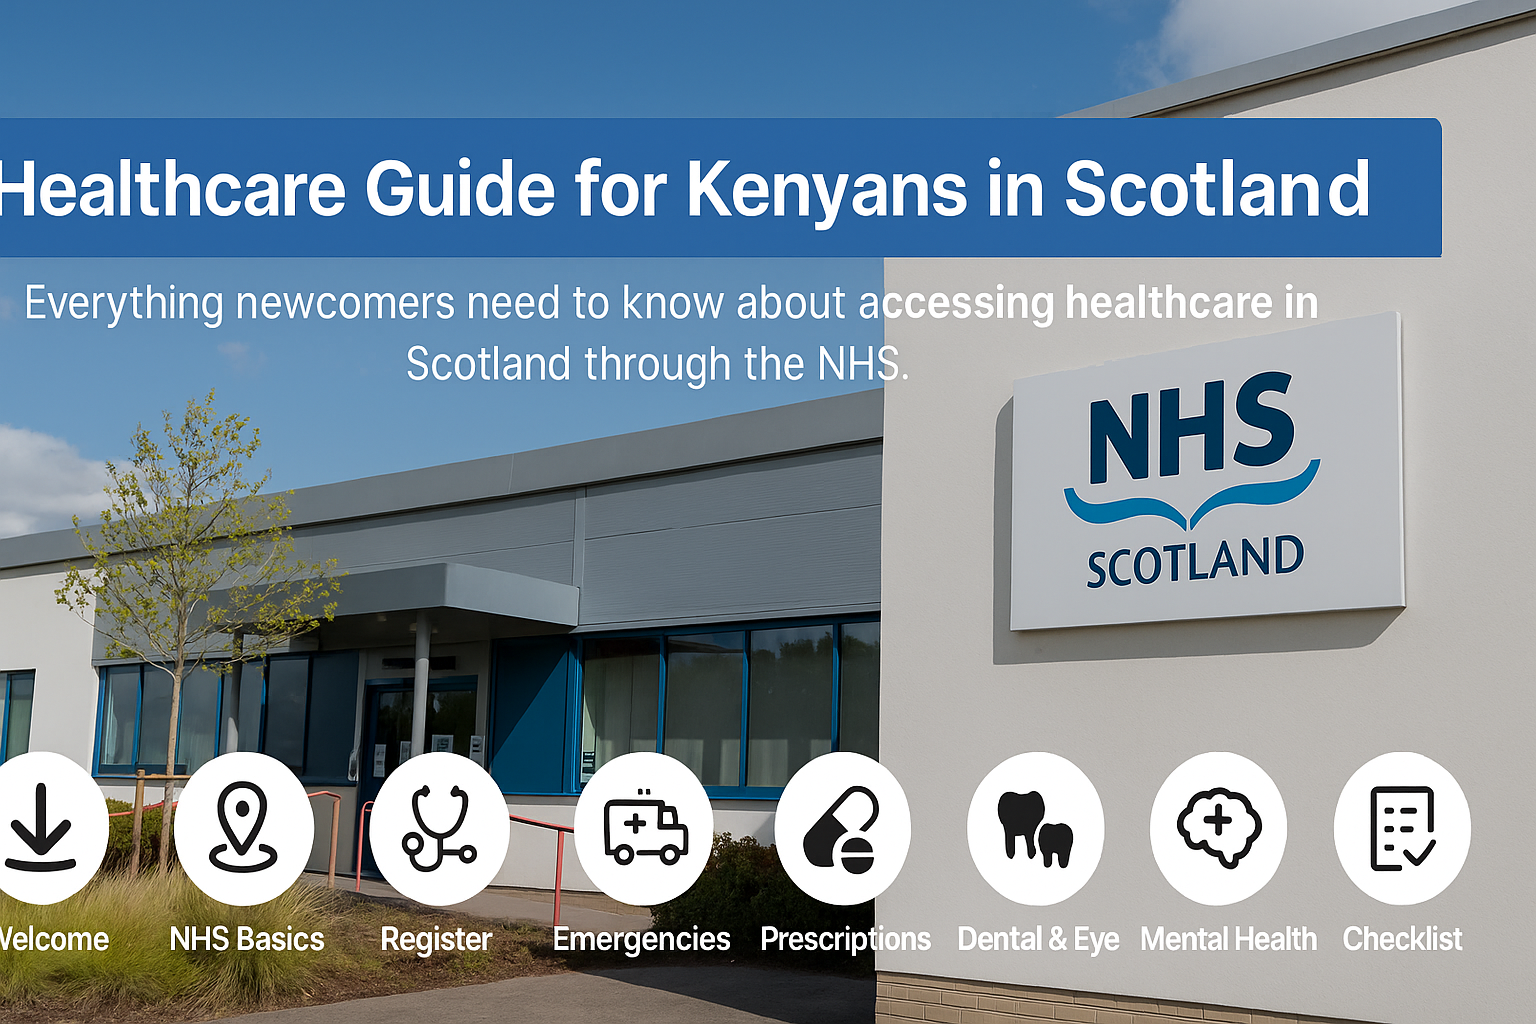 Healthcare Guide for Kenyans in Scotland
Everything newcomers need to know about accessing healthcare in
Scotland through the NHS.
NHS
SCOTLAND
Welcome
NHS Basics
Register
Emergencies
Prescriptions
Dental & Eye
Mental Health
Checklist